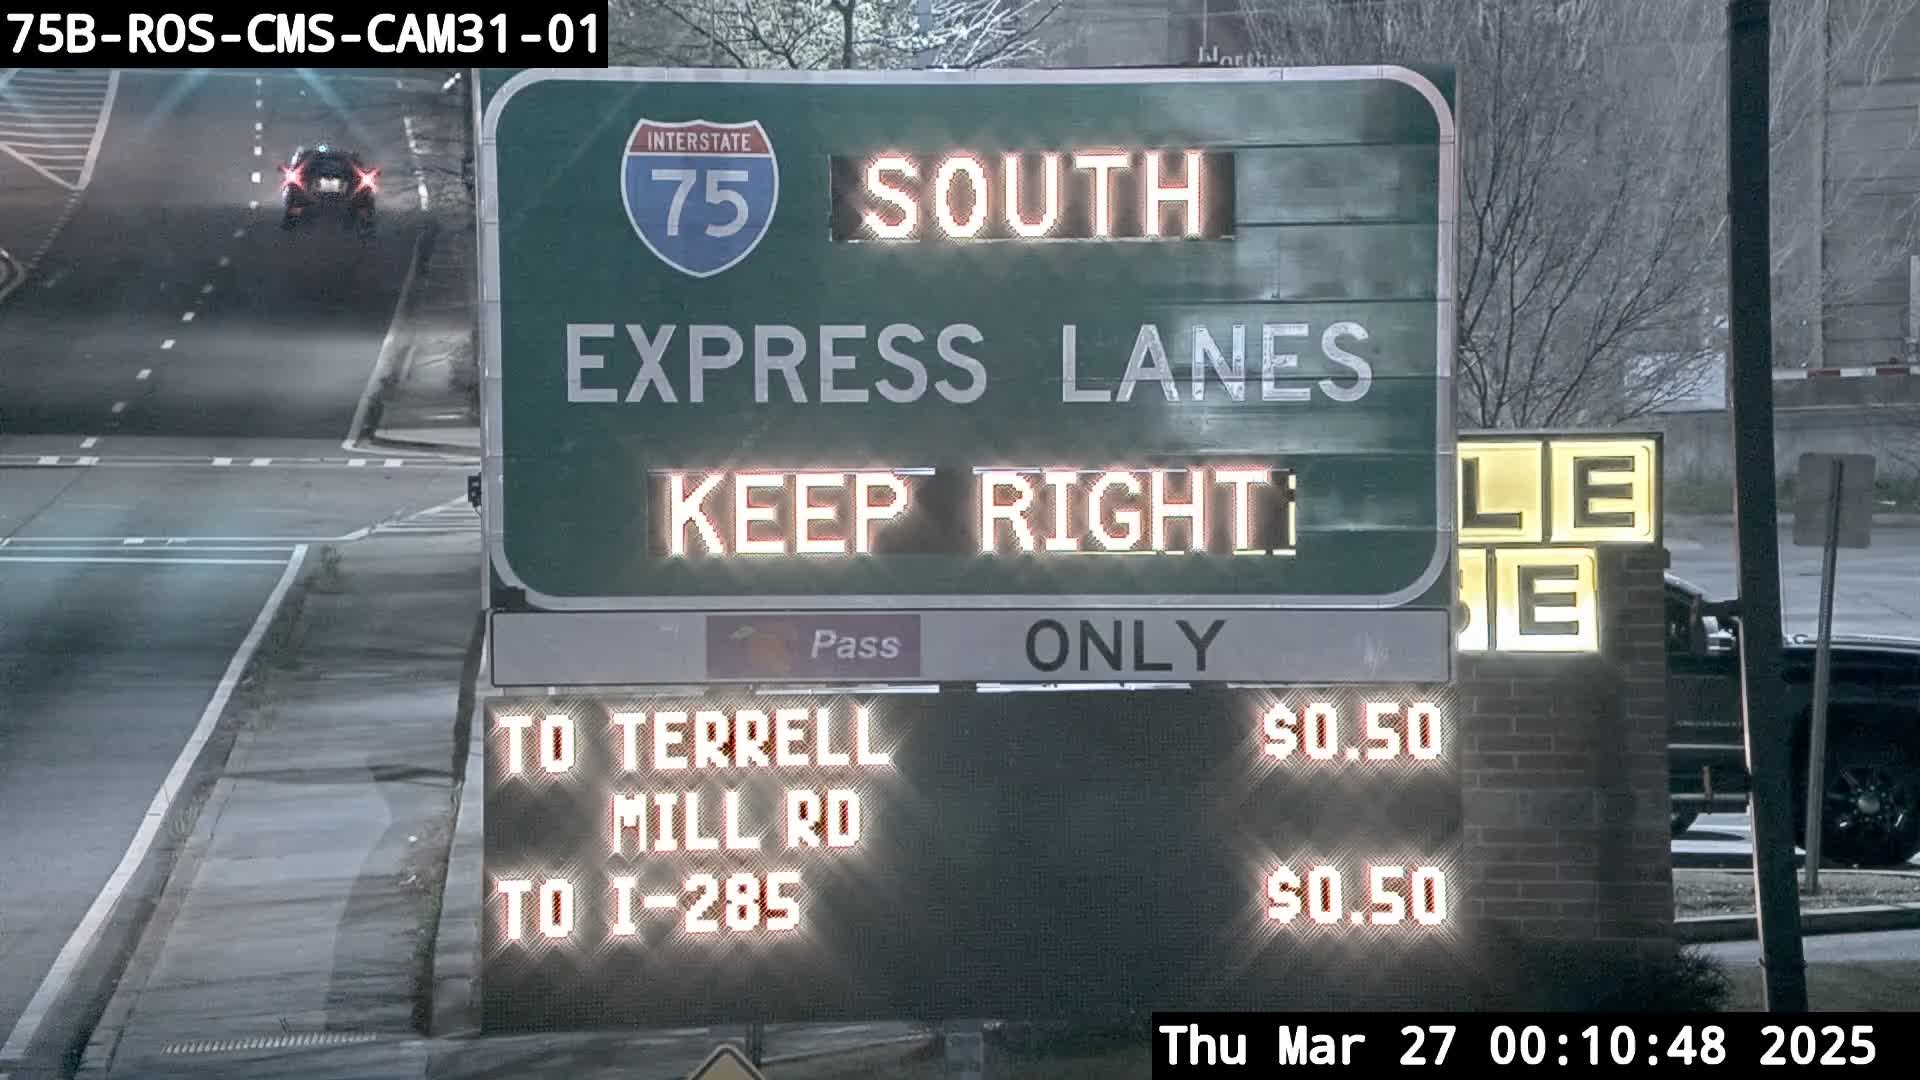 75B-ROS-CMS-CAM31-01
INTERSTATE
75
SOUTH
EXPRESS LANES
KEEP RIGHT
Pass ONLY
LE
E
TO TERRELL $0.50
MILL RD
TO I-285 $0.50
Thu Mar 27 00:10:48 2025